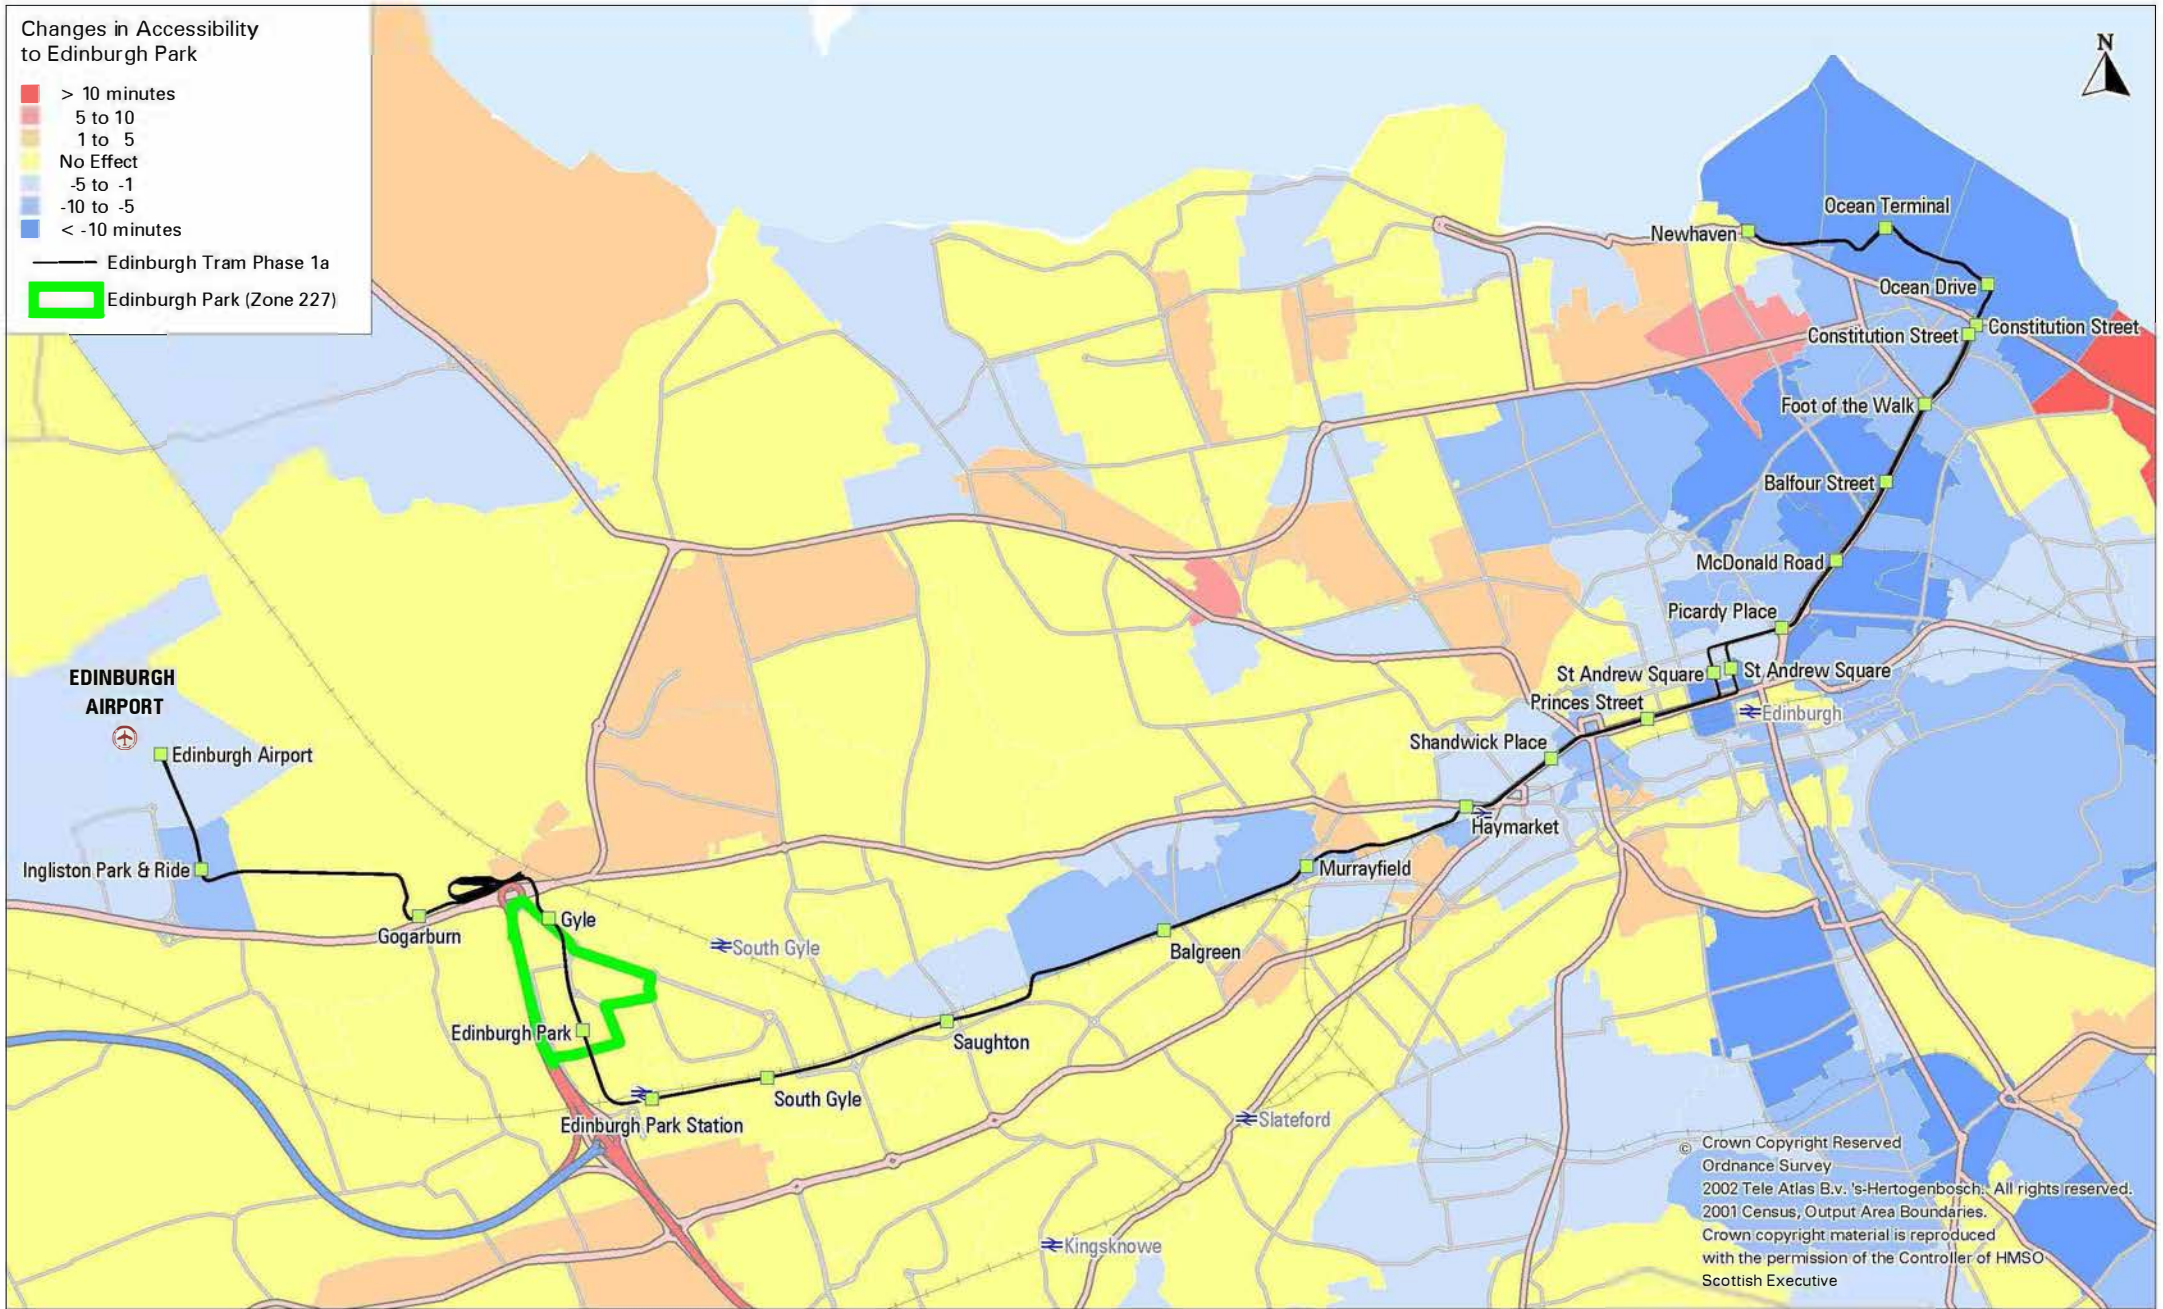 Changes in Accessibility
to Edinburgh Park
> 10 minutes
5 to 10
1 to 5
No Effect
-5 to -1
-10 to -5
< -10 minutes
Edinburgh Tram Phase 1a
Edinburgh Park (Zone 227)
N
Ocean Terminal
Newhaven
Ocean Drive
Constitution Street
Constitution Street
Foot of the Walk
Balfour Street
McDonald Road
Picardy Place
St Andrew Square
St Andrew Square
Princes Street
Edinburgh
Shandwick Place
Haymarket
Murrayfield
Balgreen
EDINBURGH
AIRPORT
Edinburgh Airport
Ingliston Park & Ride
Gogarburn
Gyle
South Gyle
Edinburgh Park
Saughton
South Gyle
Edinburgh Park Station
Slateford
Kingsknowe
© Crown Copyright Reserved
Ordnance Survey
2002 Tele Atlas B.v. 's-Hertogenbosch. All rights reserved.
2001 Census, Output Area Boundaries.
Crown copyright material is reproduced
with the permission of the Controller of HMSO
Scottish Executive